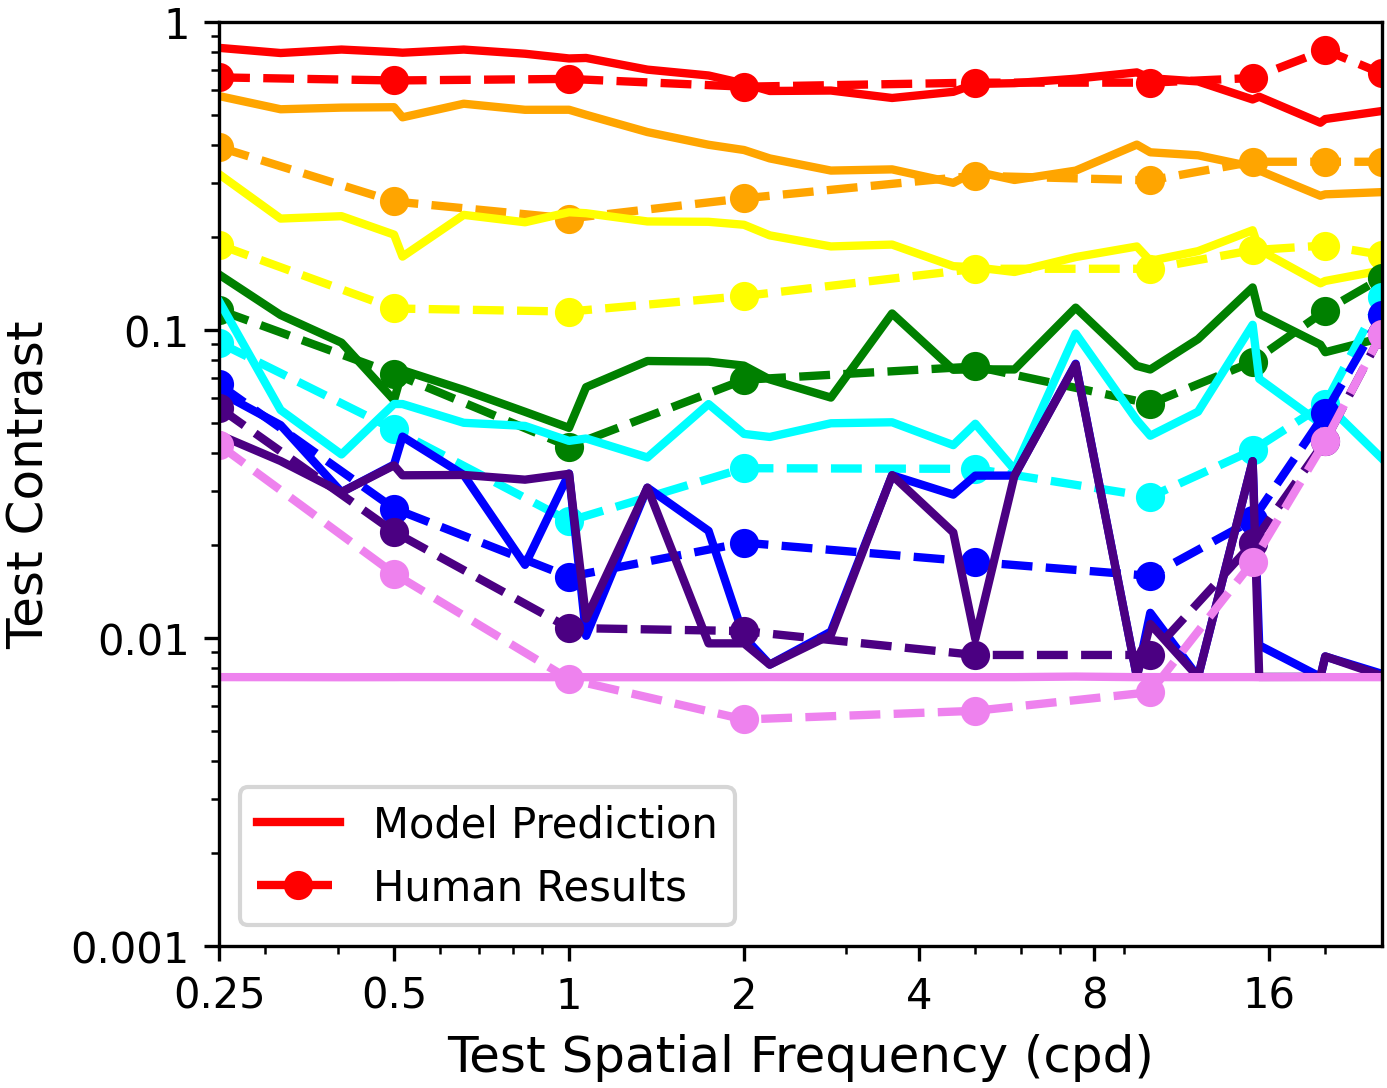 1
0.1
0.01
0.001
Test Contrast
Model Prediction
Human Results
0.25 0.5 1 2 4 8 16
Test Spatial Frequency (cpd)